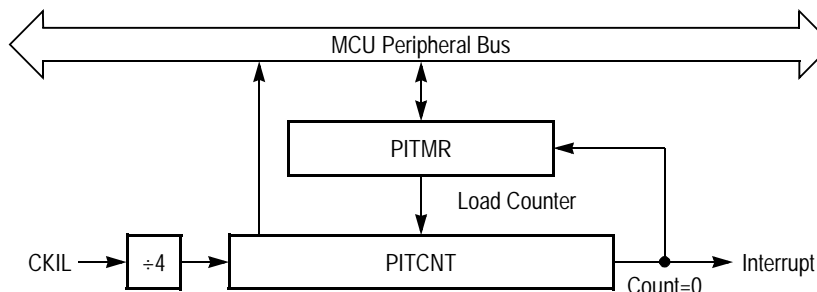 MCU Peripheral Bus
PITMR
Load Counter
CKIL
÷4
PITCNT
Interrupt
Count=0